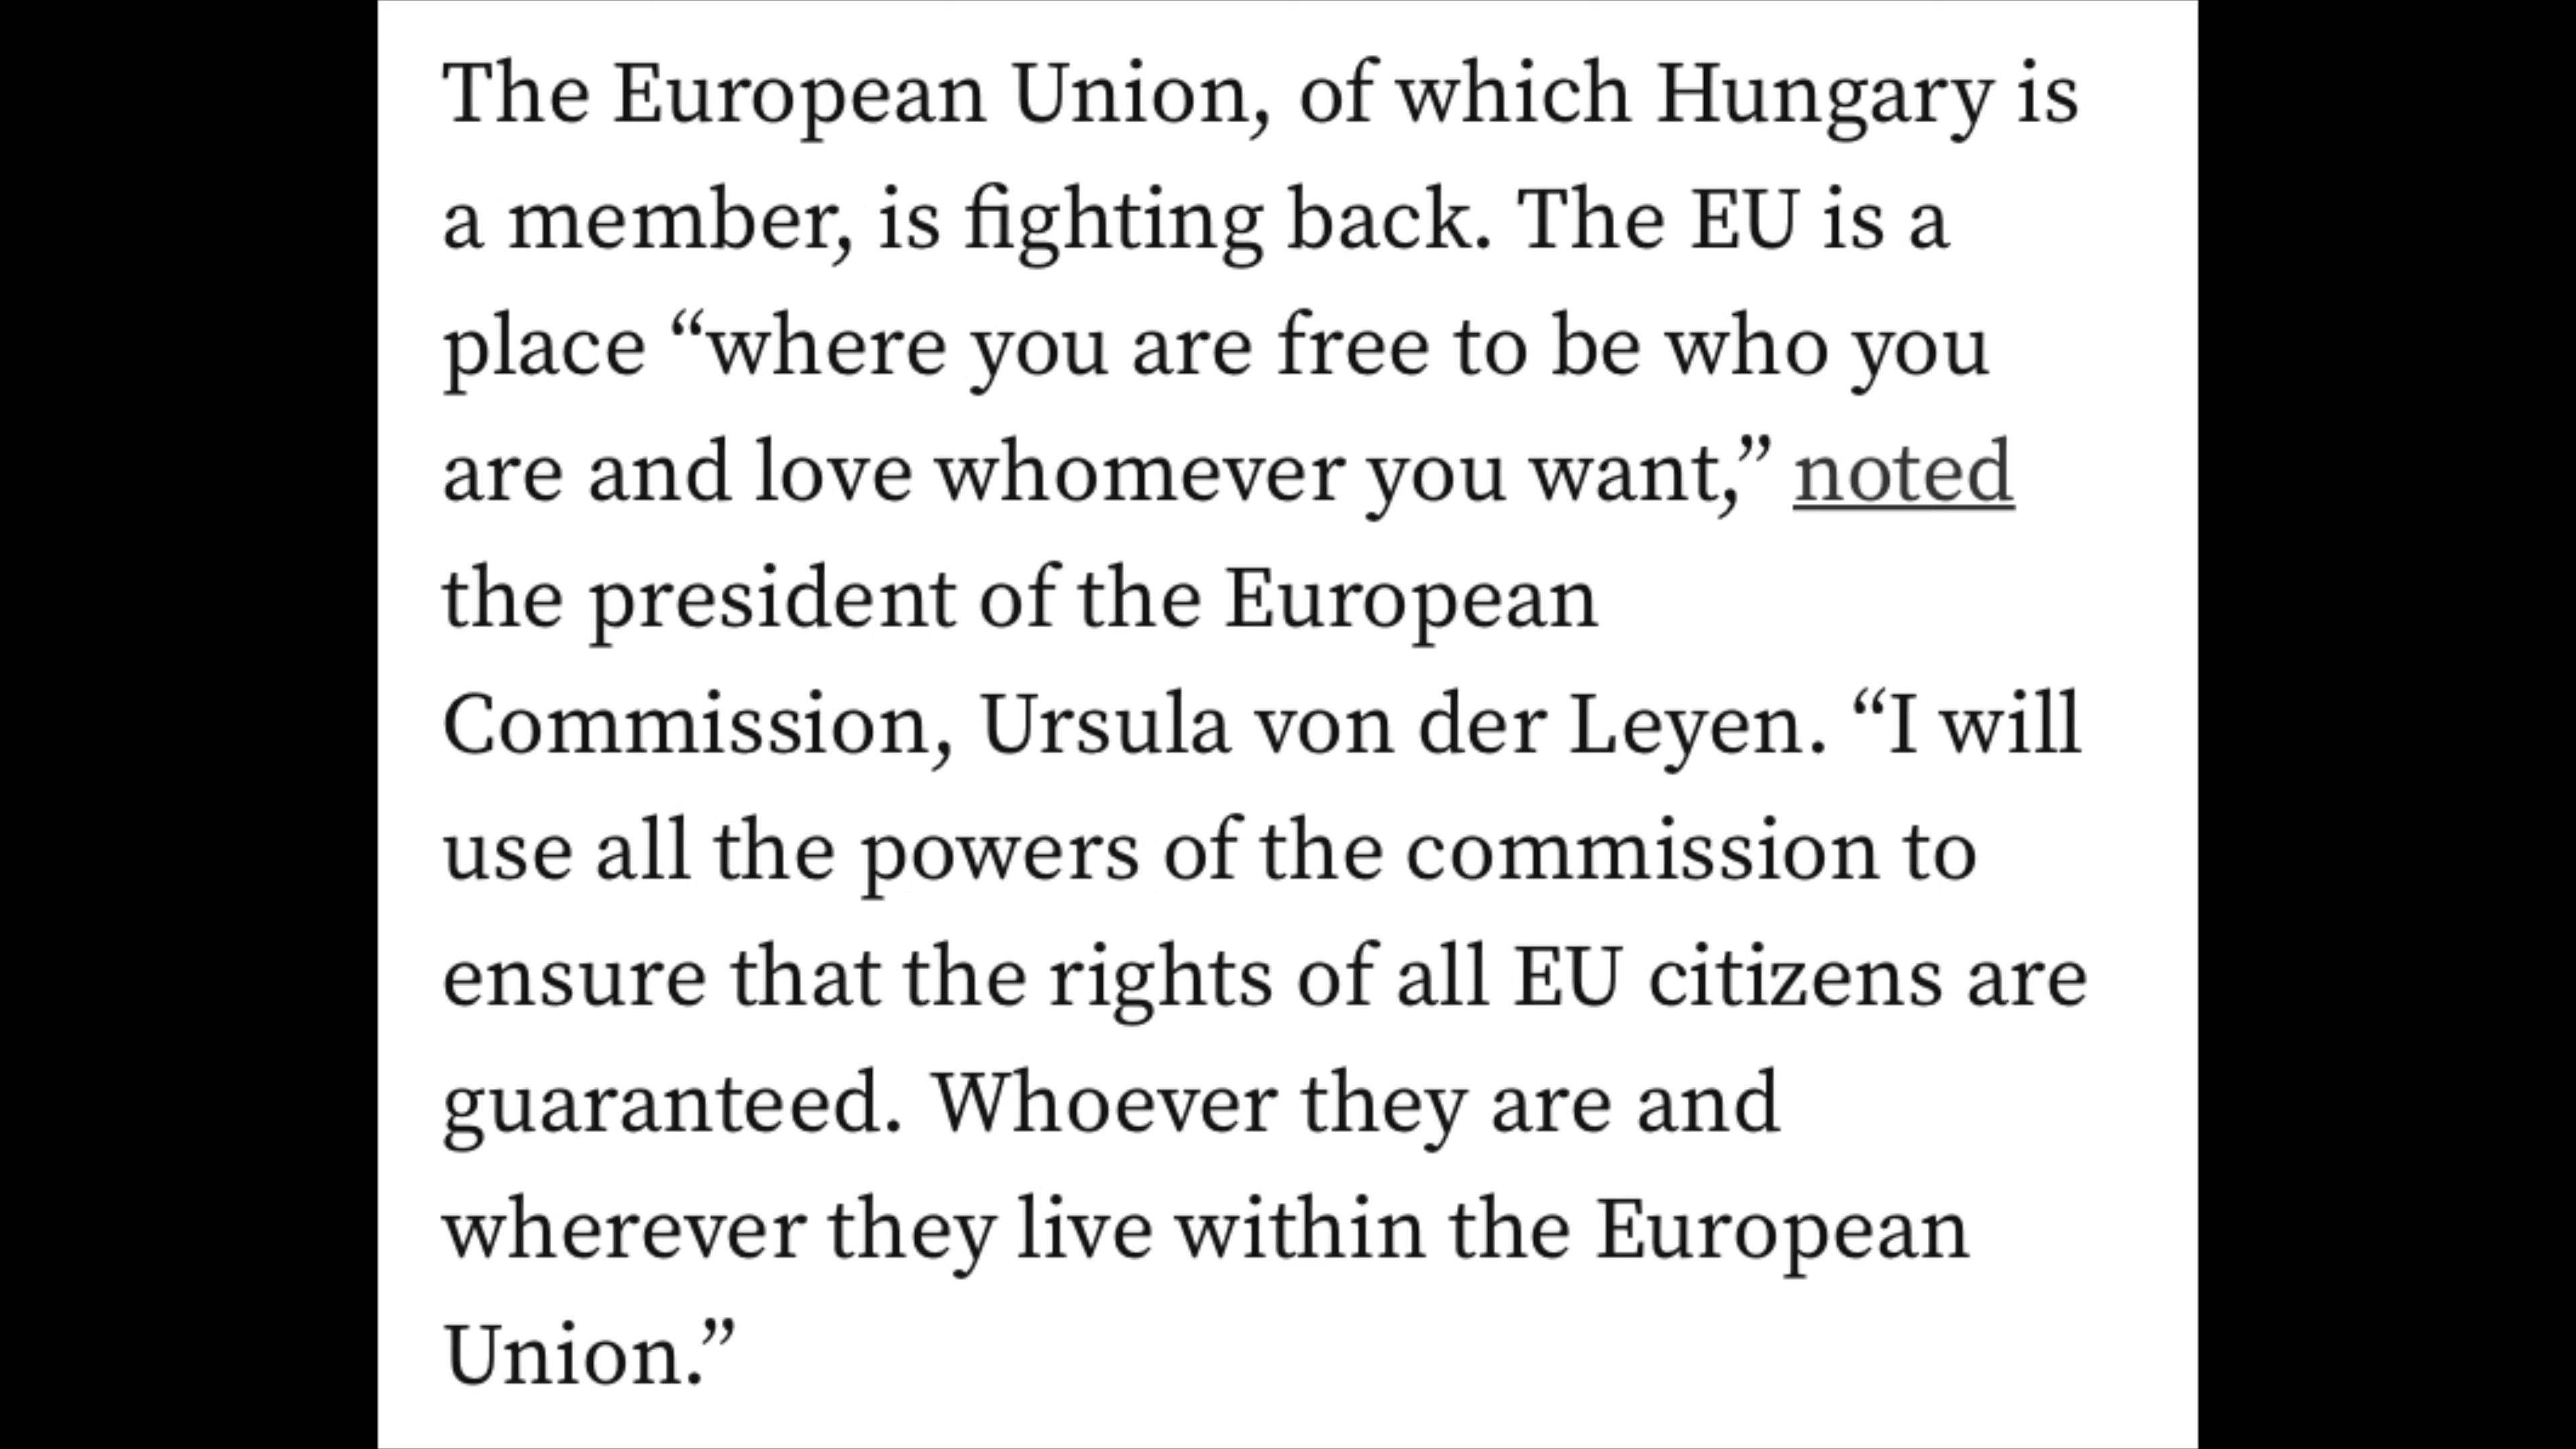 The European Union, of which Hungary is
a member, is fighting back. The EU is a
place “where you are free to be who you
are and love whomever you want,” noted
the president of the European
Commission, Ursula von der Leyen. “I will
use all the powers of the commission to
ensure that the rights of all EU citizens are
guaranteed. Whoever they are and
wherever they live within the European
Union.”